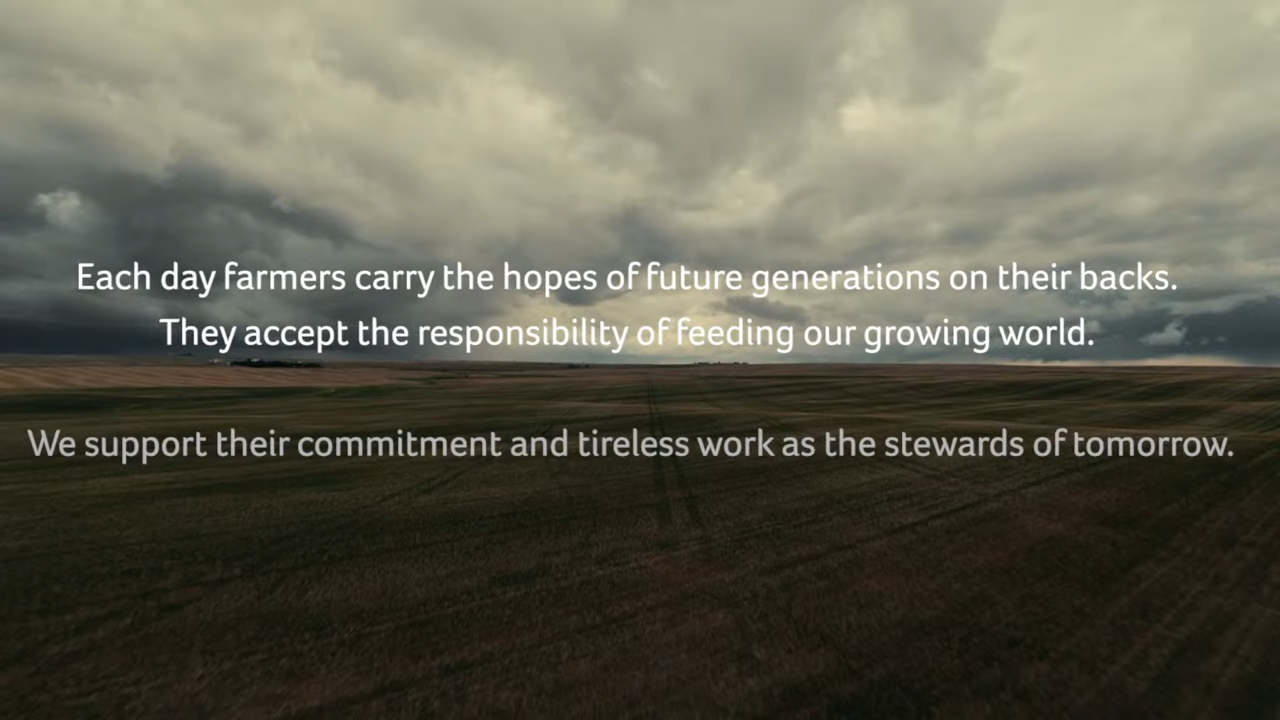 Each day farmers carry the hopes of future generations on their backs.
They accept the responsibility of feeding our growing world.
We support their commitment and tireless work as the stewards of tomorrow.